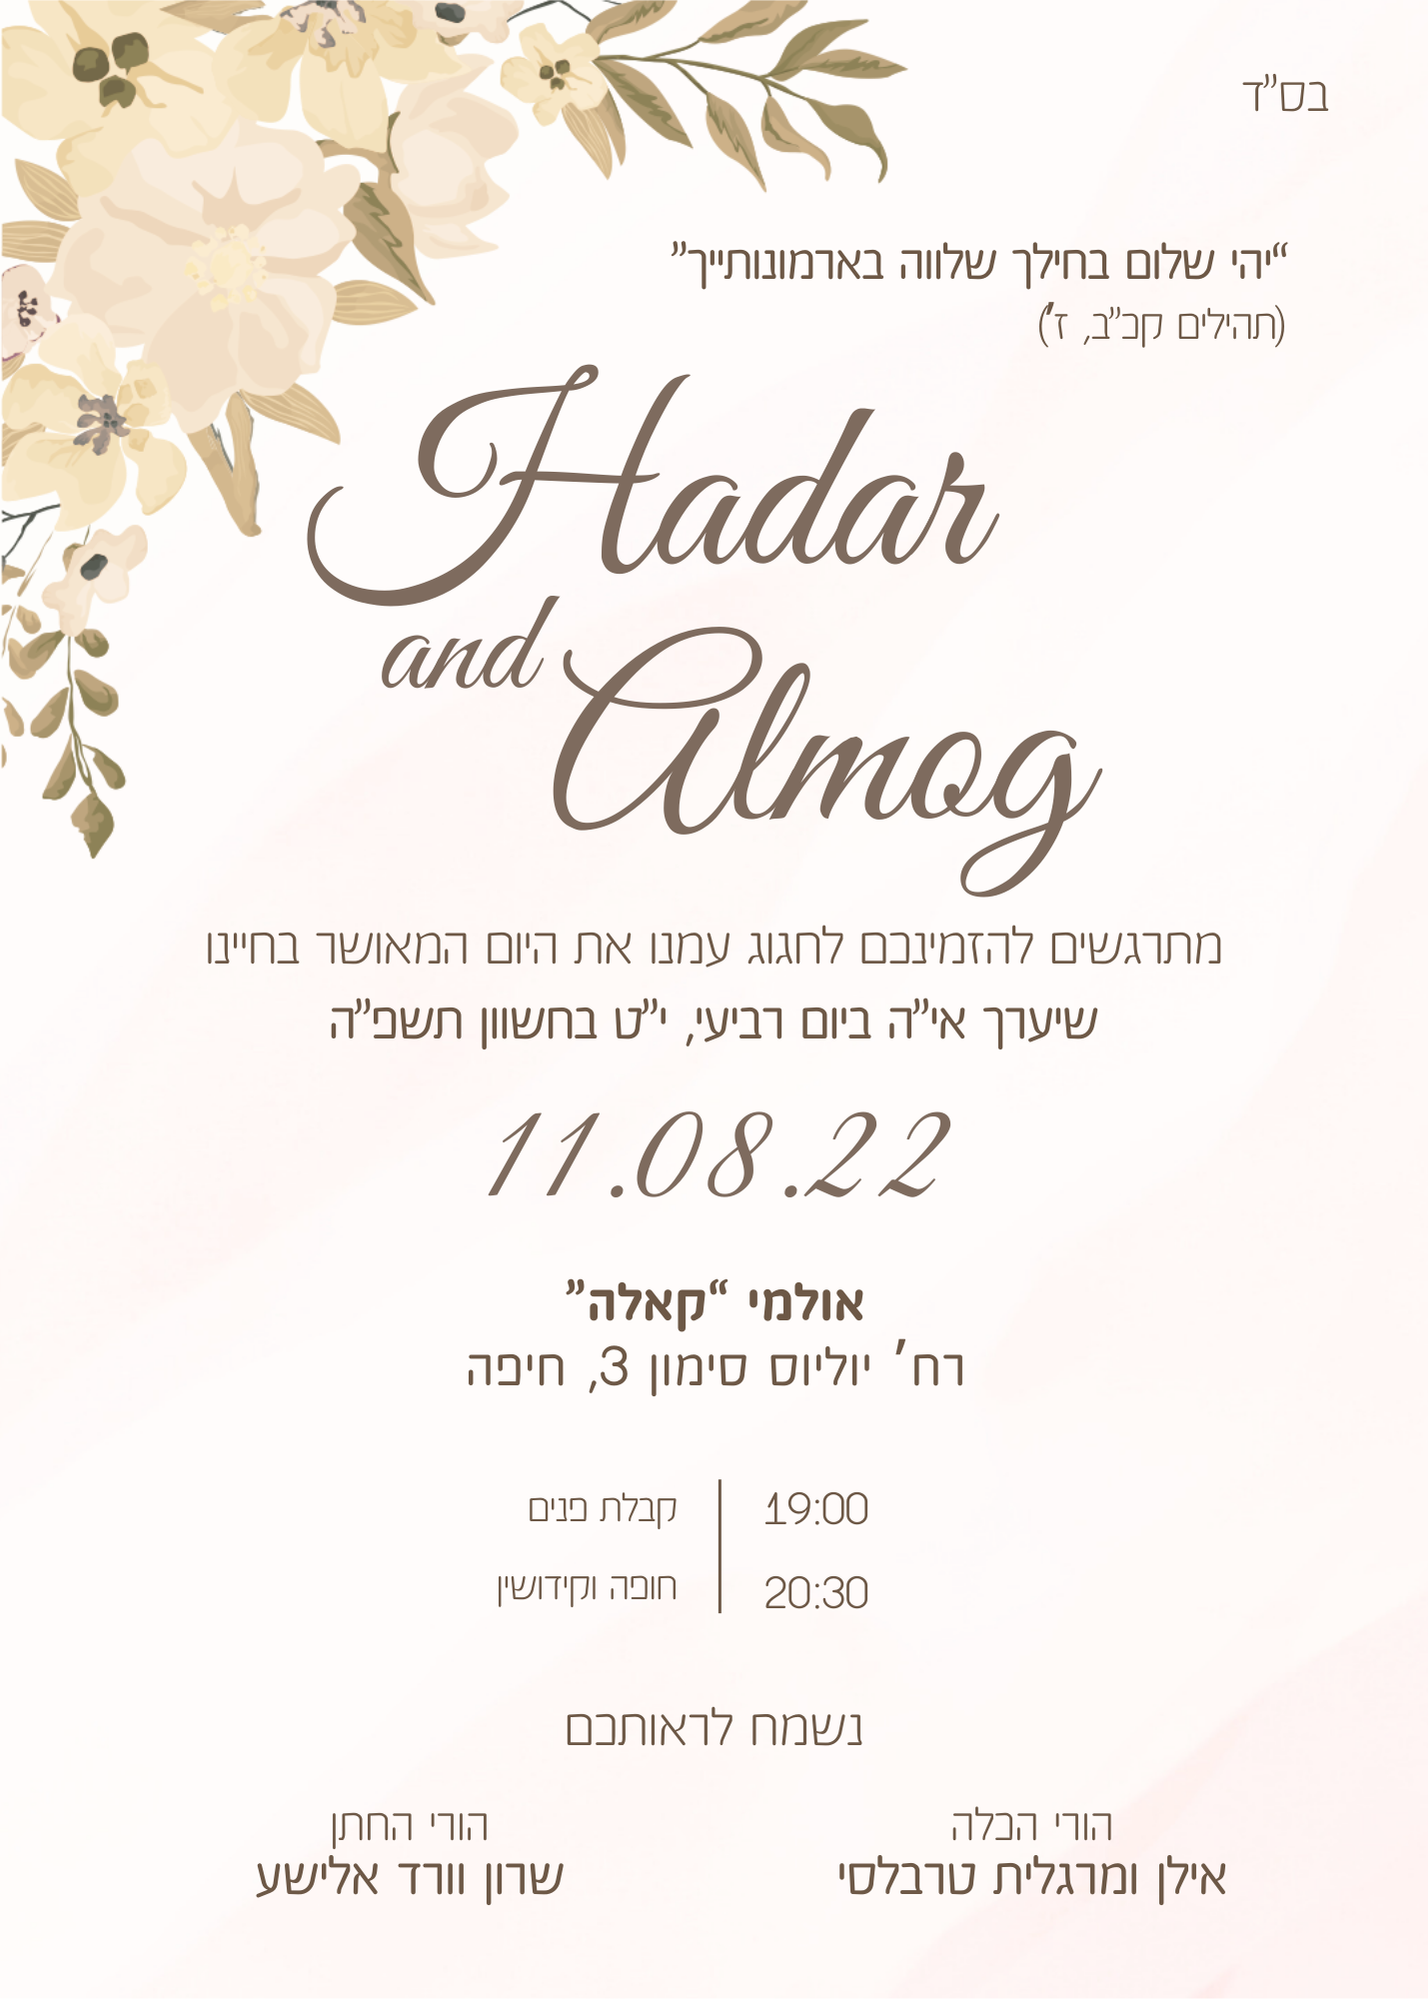 בס”ד
“יהי שלום בחילך שלווה בארמונותייך”
(תהילים קכ”ב, ז’)
Hadar
and
Almog
מתרגשים להזמינכם לחגוג עמנו את היום המאושר בחיינו
שיערך אי”ה ביום רביעי, י”ט בחשוון תשפ”ה
11.08.22
אולמי “קאלה”
רח’ יוליוס סימון 3, חיפה
19:00 קבלת פנים
20:30 חופה וקידושין
נשמח לראותכם
הורי הכלה
אילן ומרגלית טרבלסי
הורי החתן
שרון וורד אלישע